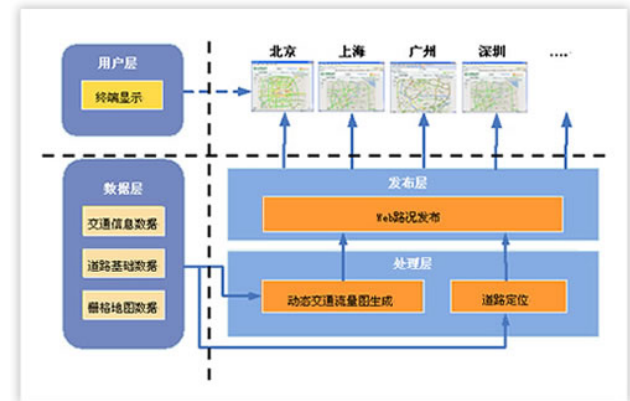 用户层
终端显示
北京
上海
广州
深圳
....
数据层
交通信息数据
道路基础数据
栅格地图数据
发布层
Web路况发布
处理层
动态交通流量图生成
道路定位